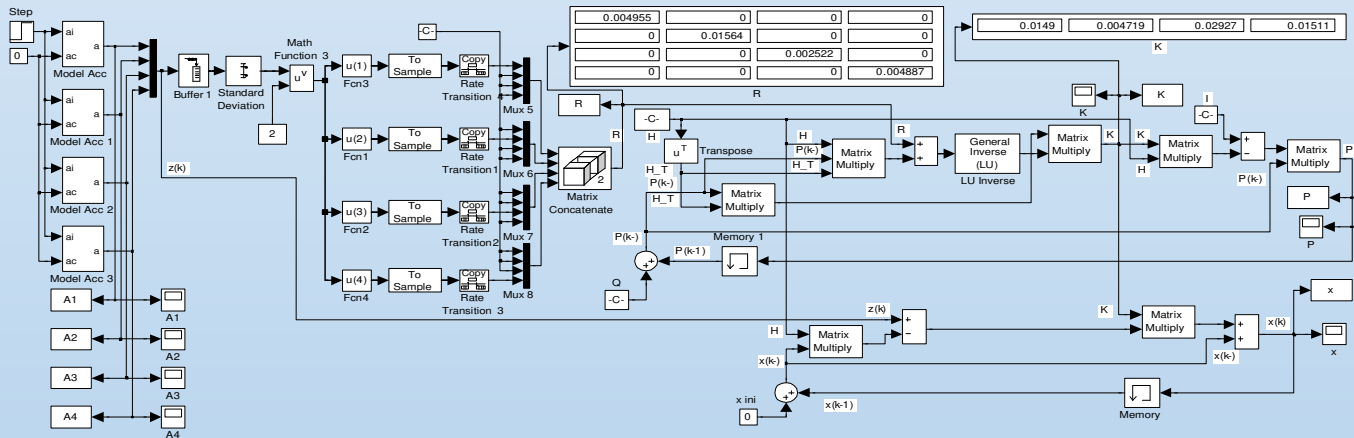 Step
0
ai
ac
a
Model Acc
ai
ac
a
Model Acc 1
ai
ac
a
Model Acc 2
ai
ac
a
Model Acc 3
A1
A2
A3
A4
A1
A2
A3
A4
z(k)
Buffer 1
Standard
Deviation
Math
Function 3
u^v
2
u(1)
Fcn3
u(2)
Fcn1
u(3)
Fcn2
u(4)
Fcn4
To
Sample
To
Sample
To
Sample
To
Sample
Copy
Rate
Transition 4
Copy
Rate
Transition1
Copy
Rate
Transition2
Copy
Rate
Transition 3
-C-
Mux 5
Mux 6
Mux 7
Mux 8
2
Matrix
Concatenate
R
0.004955 0 0 0
0 0.01564 0 0
0 0 0.002522 0
0 0 0 0.004887
R
R
-C-
H
u^T
Transpose
H_T
P(k-)
H_T
Matrix
Multiply
H
P(k-)
H_T
Matrix
Multiply
R
General
Inverse
(LU)
LU Inverse
Matrix
Multiply
K
0.0149 0.004719 0.02927 0.01511
K
K
K
K
H
Matrix
Multiply
I
-C-
P(k-)
Matrix
Multiply
P
P
P
P(k-)
P(k-1)
Memory 1
Q
-C-
z(k)
H
x(k-)
Matrix
Multiply
K
Matrix
Multiply
x(k-)
x(k)
x
x
x ini
0
x(k-1)
Memory